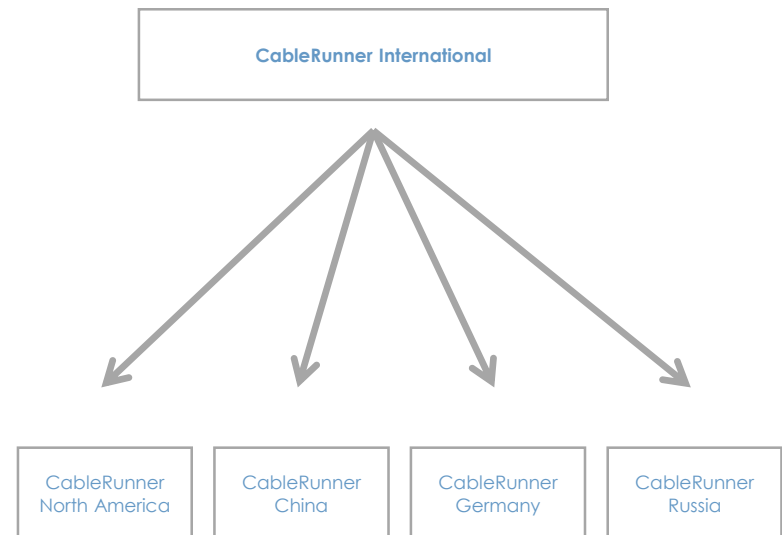 CableRunner International
CableRunner
North America
CableRunner
China
CableRunner
Germany
CableRunner
Russia